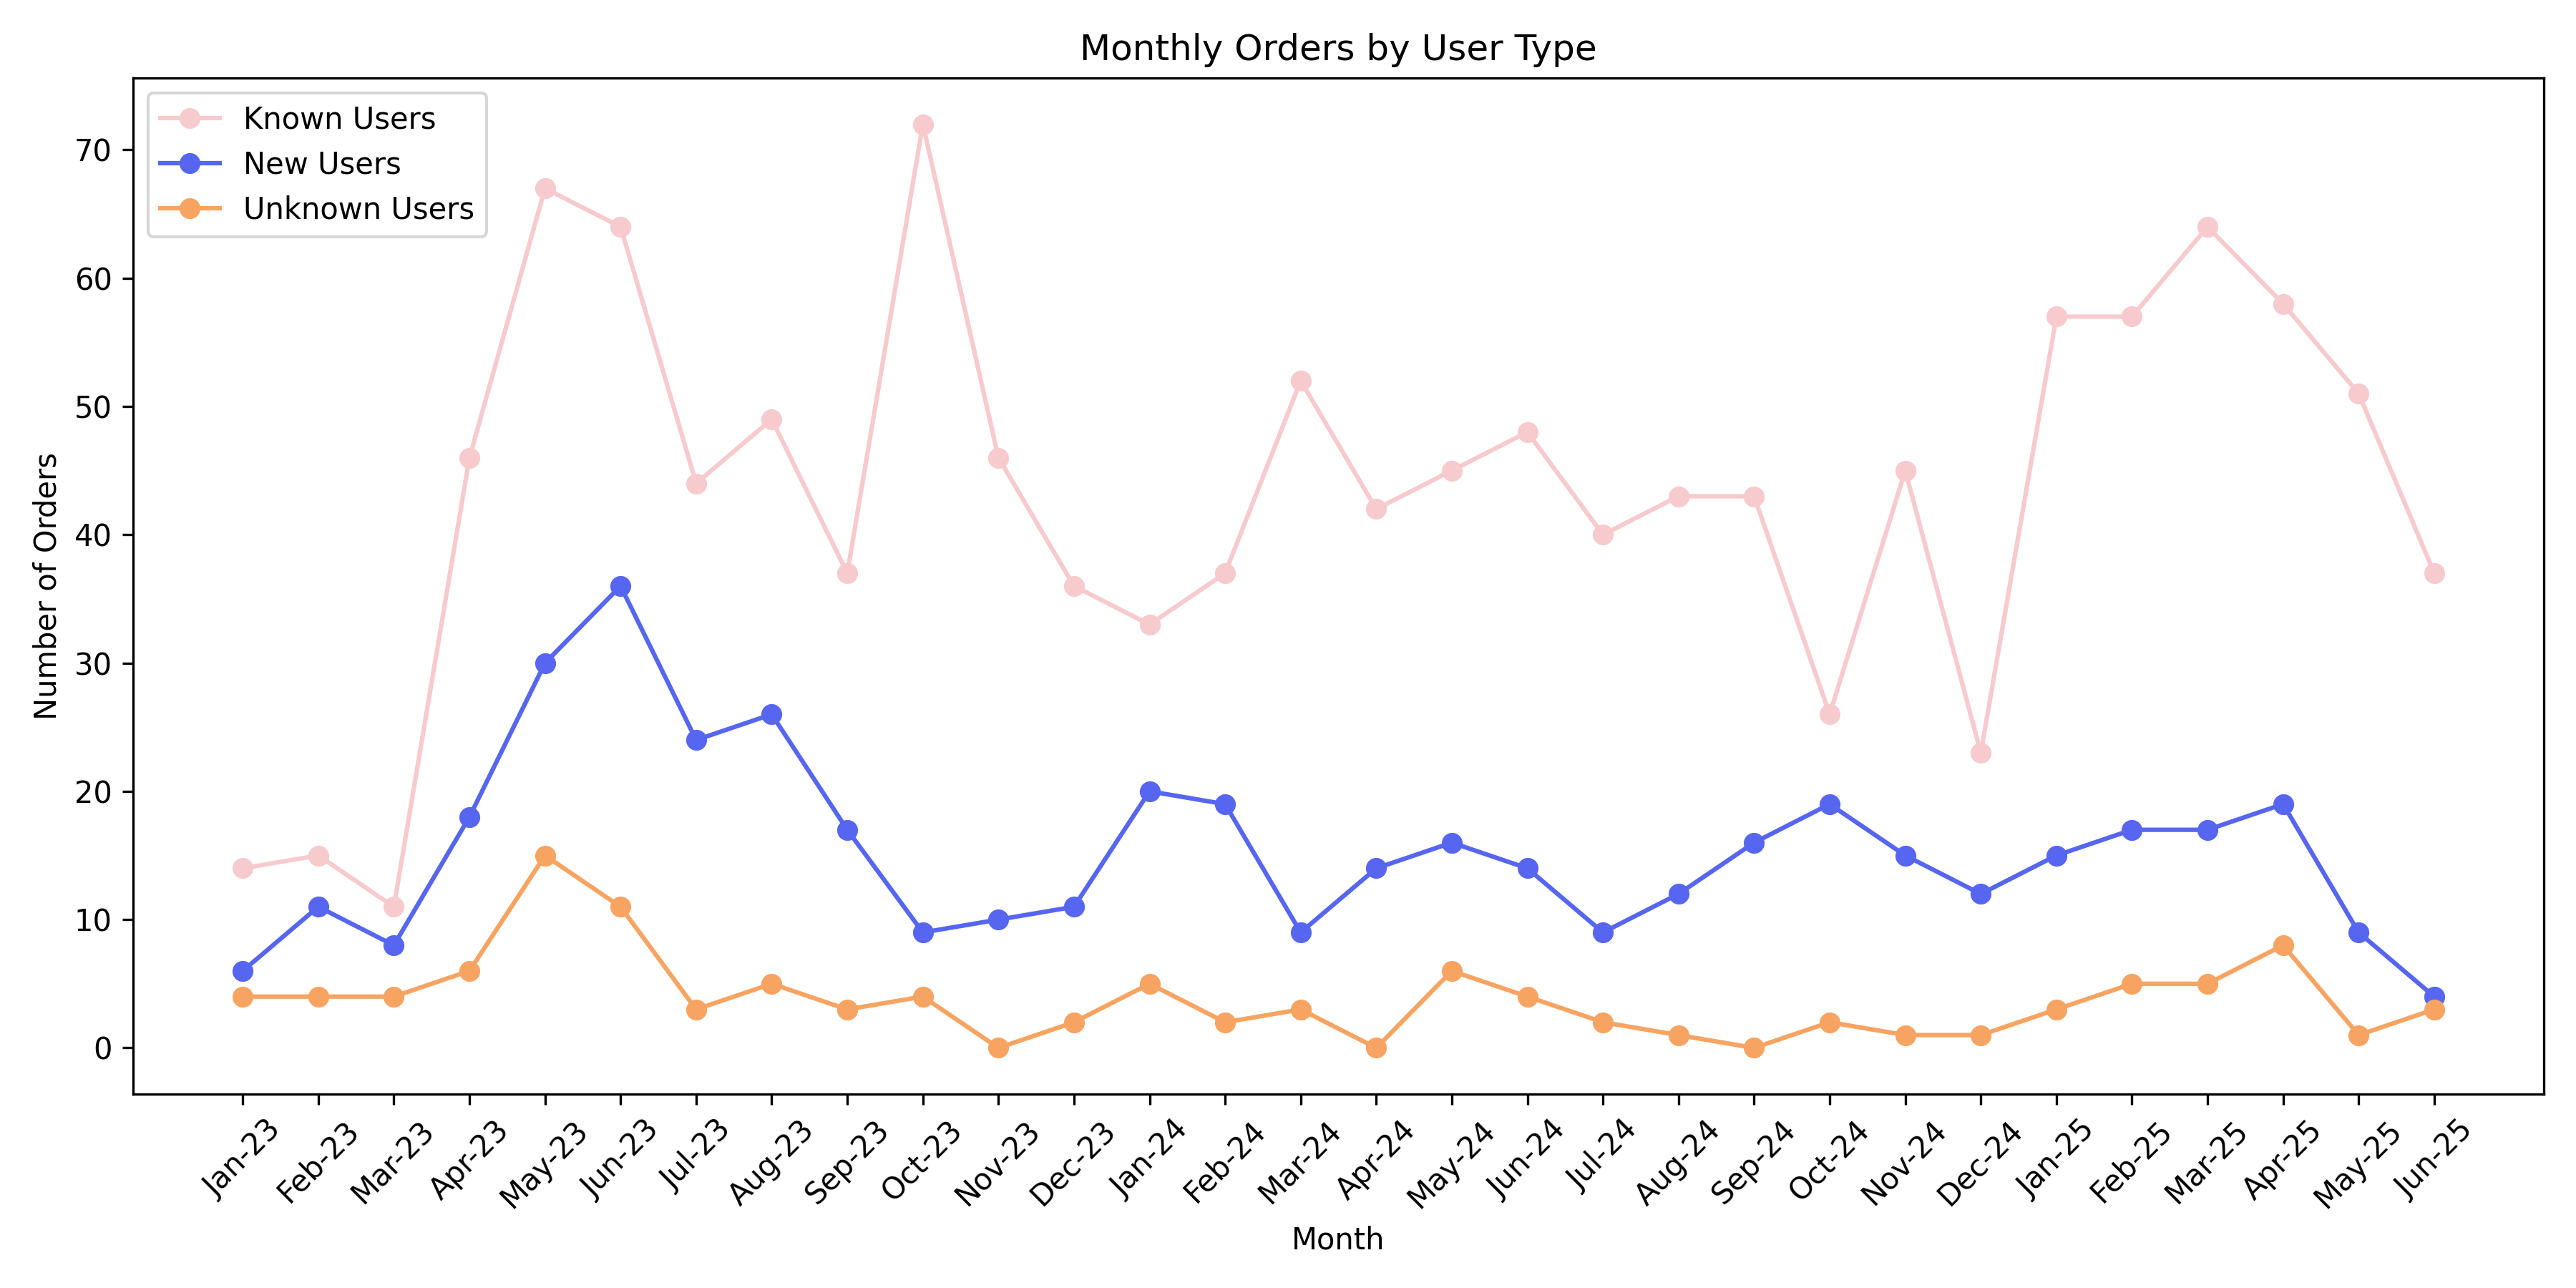 Monthly Orders by User Type
Known Users
New Users
Unknown Users
Number of Orders
70
60
50
40
30
20
10
0
Jan-23
Feb-23
Mar-23
Apr-23
May-23
Jun-23
Jul-23
Aug-23
Sep-23
Oct-23
Nov-23
Dec-23
Jan-24
Feb-24
Mar-24
Apr-24
May-24
Jun-24
Jul-24
Aug-24
Sep-24
Oct-24
Nov-24
Dec-24
Jan-25
Feb-25
Mar-25
Apr-25
May-25
Jun-25
Month